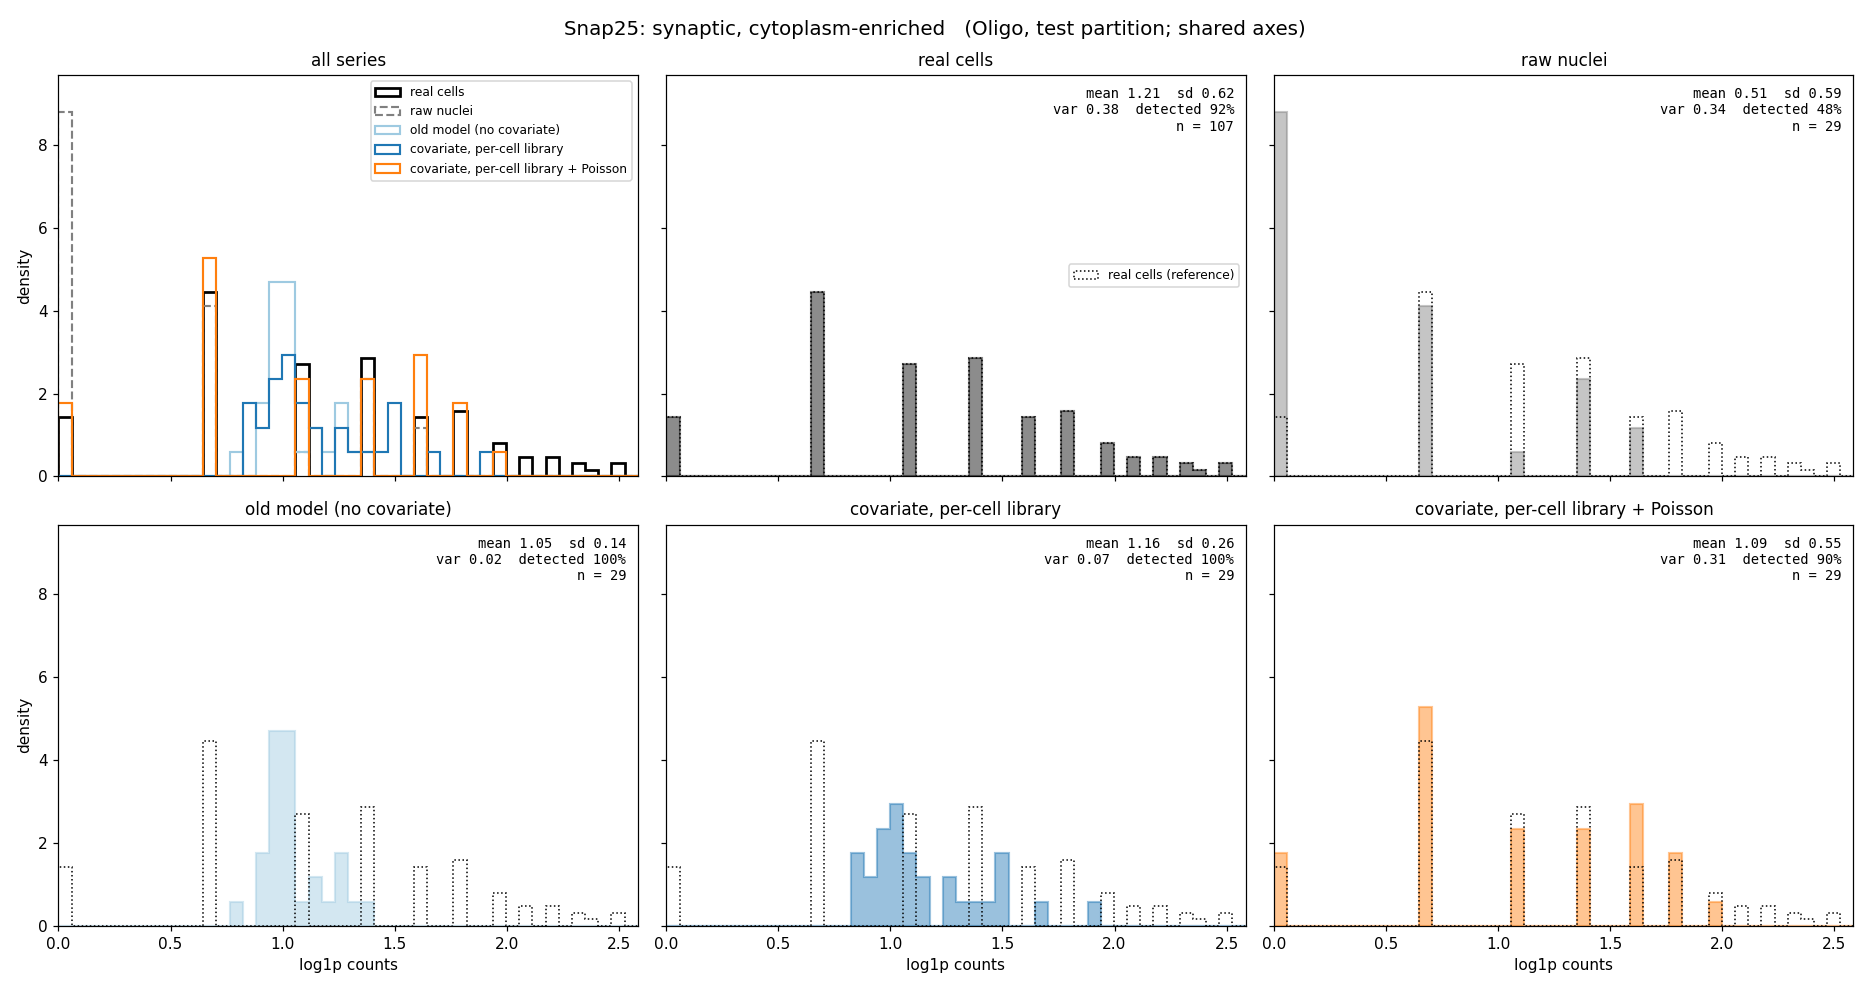 Snap25: synaptic, cytoplasm-enriched (Oligo, test partition; shared axes)
all series
real cells
raw nuclei
old model (no covariate)
covariate, per-cell library
covariate, per-cell library + Poisson
density
0
2
4
6
8
real cells
mean 1.21 sd 0.62
var 0.38 detected 92%
n = 107
real cells (reference)
raw nuclei
mean 0.51 sd 0.59
var 0.34 detected 48%
n = 29
old model (no covariate)
mean 1.05 sd 0.14
var 0.02 detected 100%
n = 29
density
0
2
4
6
8
0.0 0.5 1.0 1.5 2.0 2.5
log1p counts
covariate, per-cell library
mean 1.16 sd 0.26
var 0.07 detected 100%
n = 29
0.0 0.5 1.0 1.5 2.0 2.5
log1p counts
covariate, per-cell library + Poisson
mean 1.09 sd 0.55
var 0.31 detected 90%
n = 29
0.0 0.5 1.0 1.5 2.0 2.5
log1p counts